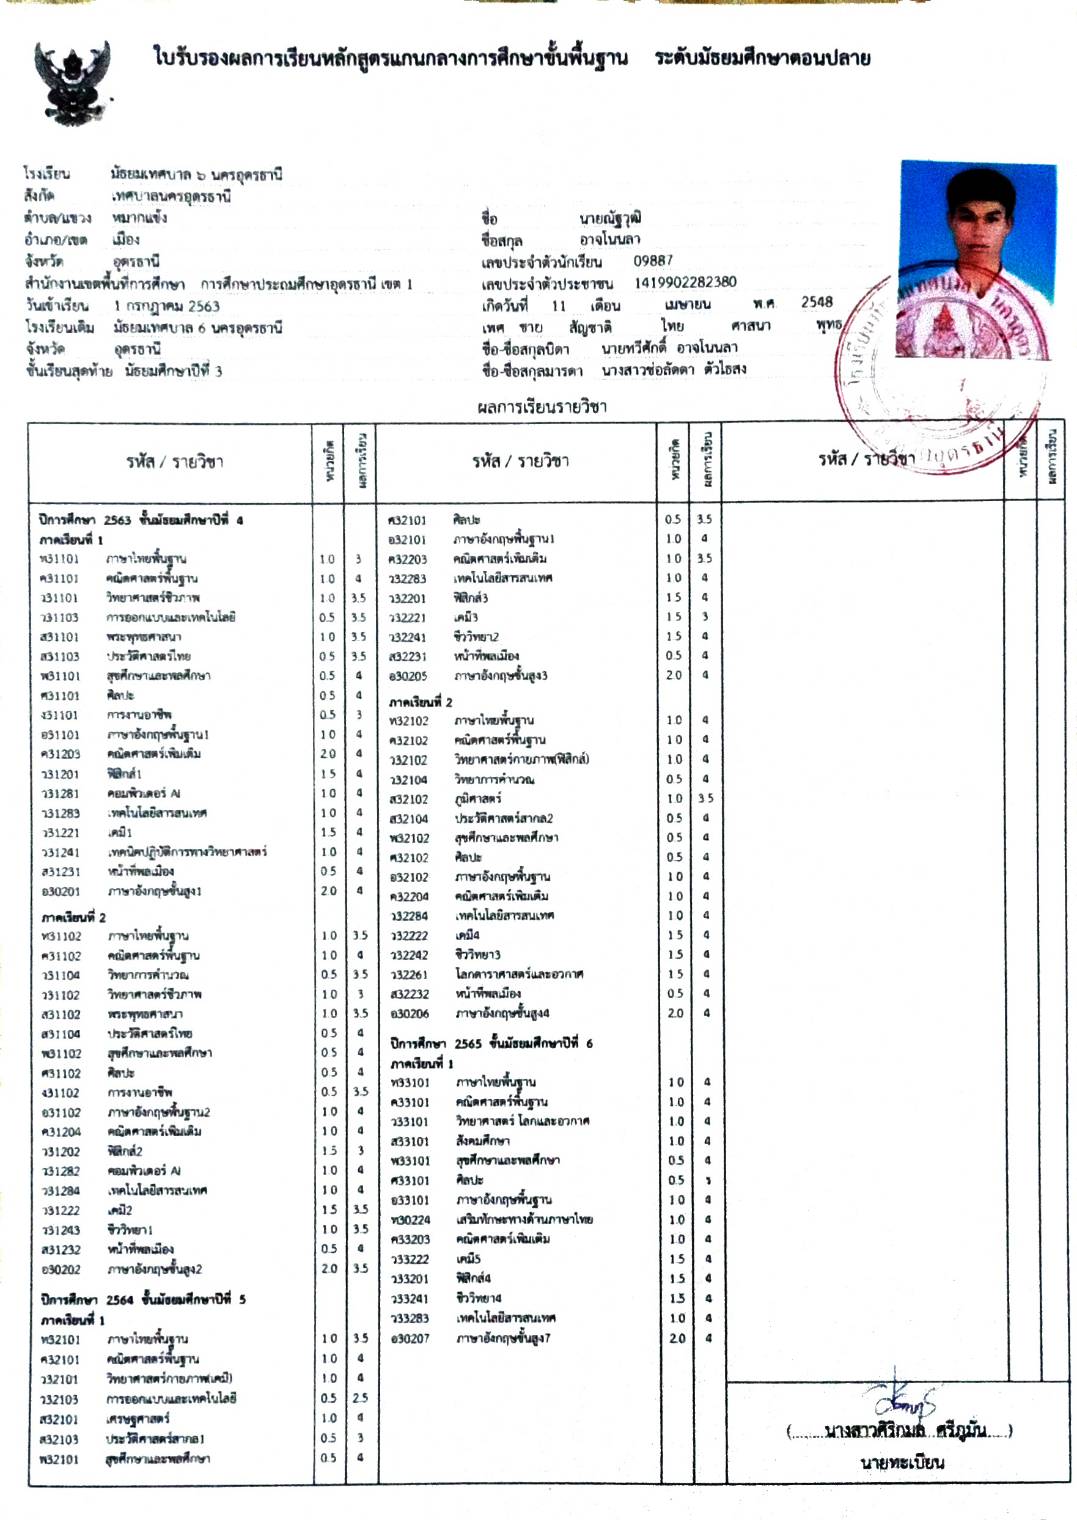 ใบรับรองผลการเรียนหลักสูตรแกนกลางการศึกษาขั้นพื้นฐาน ระดับมัธยมศึกษาตอนปลาย
โรงเรียน มัธยมเทศบาล ๖ นครอุดรธานี
สังกัด เทศบาลนครอุดรธานี
ตำบล/แขวง หมากแข้ง
อำเภอ/เขต เมือง
จังหวัด อุดรธานี
สำนักงานเขตพื้นที่การศึกษา การศึกษาประถมศึกษาอุดรธานี เขต 1
วันเข้าเรียน 1 กรกฎาคม 2563
โรงเรียนเดิม มัธยมเทศบาล 6 นครอุดรธานี
จังหวัด อุดรธานี
ชั้นเรียนสุดท้าย มัธยมศึกษาปีที่ 3
ชื่อ นายณัฐวุฒิ
ชื่อสกุล อาจโนนลา
เลขประจำตัวนักเรียน 09887
เลขประจำตัวประชาชน 1419902282380
เกิดวันที่ 11 เดือน เมษายน พ.ศ. 2548
เพศ ชาย สัญชาติ ไทย ศาสนา พุทธ
ชื่อ-ชื่อสกุลบิดา นายทวีศักดิ์ อาจโนนลา
ชื่อ-ชื่อสกุลมารดา นางสาวช่อลัดดา ตัวไธสง
ผลการเรียนรายวิชา
รหัส / รายวิชา หน่วยกิต ผลการเรียน
ปีการศึกษา 2563 ชั้นมัธยมศึกษาปีที่ 4
ภาคเรียนที่ 1
ท31101 ภาษาไทยพื้นฐาน 1.0 3
ค31101 คณิตศาสตร์พื้นฐาน 1.0 4
ว31101 วิทยาศาสตร์ชีวภาพ 1.0 3.5
ว31103 การออกแบบและเทคโนโลยี 0.5 3.5
ส31101 พระพุทธศาสนา 1.0 3.5
ส31103 ประวัติศาสตร์ไทย 0.5 3.5
พ31101 สุขศึกษาและพลศึกษา 0.5 4
ศ31101 ศิลปะ 0.5 4
ง31101 การงานอาชีพ 0.5 3
อ31101 ภาษาอังกฤษพื้นฐาน1 1.0 4
ค31203 คณิตศาสตร์เพิ่มเติม 2.0 4
ว31201 ฟิสิกส์1 1.5 4
ว31281 คอมพิวเตอร์ AI 1.0 4
ว31283 เทคโนโลยีสารสนเทศ 1.0 4
ว31221 เคมี1 1.5 4
ว31241 เทคนิคปฏิบัติการทางวิทยาศาสตร์ 1.0 4
ส31231 หน้าที่พลเมือง 0.5 4
อ30201 ภาษาอังกฤษขั้นสูง1 2.0 4
ภาคเรียนที่ 2
ท31102 ภาษาไทยพื้นฐาน 1.0 3.5
ค31102 คณิตศาสตร์พื้นฐาน 1.0 4
ว31104 วิทยาการคำนวณ 0.5 3.5
ว31102 วิทยาศาสตร์ชีวภาพ 1.0 3
ส31102 พระพุทธศาสนา 1.0 3.5
ส31104 ประวัติศาสตร์ไทย 0.5 4
พ31102 สุขศึกษาและพลศึกษา 0.5 4
ศ31102 ศิลปะ 0.5 4
ง31102 การงานอาชีพ 0.5 3.5
อ31102 ภาษาอังกฤษพื้นฐาน2 1.0 4
ค31204 คณิตศาสตร์เพิ่มเติม 1.0 4
ว31202 ฟิสิกส์2 1.5 3
ว31282 คอมพิวเตอร์ AI 1.0 4
ว31284 เทคโนโลยีสารสนเทศ 1.0 4
ว31222 เคมี2 1.5 3.5
ว31243 ชีววิทยา1 1.0 3.5
ส31232 หน้าที่พลเมือง 0.5 4
อ30202 ภาษาอังกฤษขั้นสูง2 2.0 3.5
ปีการศึกษา 2564 ชั้นมัธยมศึกษาปีที่ 5
ภาคเรียนที่ 1
ท32101 ภาษาไทยพื้นฐาน 1.0 3.5
ค32101 คณิตศาสตร์พื้นฐาน 1.0 4
ว32101 วิทยาศาสตร์กายภาพ(เคมี) 1.0 4
ว32103 การออกแบบและเทคโนโลยี 0.5 2.5
ส32101 เศรษฐศาสตร์ 1.0 4
ส32103 ประวัติศาสตร์สากล1 0.5 3
พ32101 สุขศึกษาและพลศึกษา 0.5 4
รหัส / รายวิชา หน่วยกิต ผลการเรียน
ศ32101 ศิลปะ 0.5 3.5
อ32101 ภาษาอังกฤษพื้นฐาน1 1.0 4
ค32203 คณิตศาสตร์เพิ่มเติม 1.0 3.5
ว32283 เทคโนโลยีสารสนเทศ 1.0 4
ว32201 ฟิสิกส์3 1.5 4
ว32221 เคมี3 1.5 3
ว32241 ชีววิทยา2 1.5 4
ส32231 หน้าที่พลเมือง 0.5 4
อ30205 ภาษาอังกฤษขั้นสูง3 2.0 4
ภาคเรียนที่ 2
ท32102 ภาษาไทยพื้นฐาน 1.0 4
ค32102 คณิตศาสตร์พื้นฐาน 1.0 4
ว32102 วิทยาศาสตร์กายภาพ(ฟิสิกส์) 1.0 4
ว32104 วิทยาการคำนวณ 0.5 4
ส32102 ภูมิศาสตร์ 1.0 3.5
ส32104 ประวัติศาสตร์สากล2 0.5 4
พ32102 สุขศึกษาและพลศึกษา 0.5 4
ศ32102 ศิลปะ 0.5 4
อ32102 ภาษาอังกฤษพื้นฐาน 1.0 4
ค32204 คณิตศาสตร์เพิ่มเติม 1.0 4
ว32284 เทคโนโลยีสารสนเทศ 1.0 4
ว32222 เคมี4 1.5 4
ว32242 ชีววิทยา3 1.5 4
ว32261 โลกดาราศาสตร์และอวกาศ 1.5 4
ส32232 หน้าที่พลเมือง 0.5 4
อ30206 ภาษาอังกฤษขั้นสูง4 2.0 4
ปีการศึกษา 2565 ชั้นมัธยมศึกษาปีที่ 6
ภาคเรียนที่ 1
ท33101 ภาษาไทยพื้นฐาน 1.0 4
ค33101 คณิตศาสตร์พื้นฐาน 1.0 4
ว33101 วิทยาศาสตร์ โลกและอวกาศ 1.0 4
ส33101 สังคมศึกษา 1.0 4
พ33101 สุขศึกษาและพลศึกษา 0.5 4
ศ33101 ศิลปะ 0.5
อ33101 ภาษาอังกฤษพื้นฐาน 1.0 4
ท30224 เสริมทักษะทางด้านภาษาไทย 1.0 4
ค33203 คณิตศาสตร์เพิ่มเติม 1.0 4
ว33222 เคมี5 1.5 4
ว33201 ฟิสิกส์4 1.5 4
ว33241 ชีววิทยา4 1.5 4
ว33283 เทคโนโลยีสารสนเทศ 1.0 4
อ30207 ภาษาอังกฤษขั้นสูง7 2.0 4
รหัส / รายวิชา หน่วยกิต ผลการเรียน
(.........นางสาวศิริกมล ศรีภูมั่น.....)
นายทะเบียน